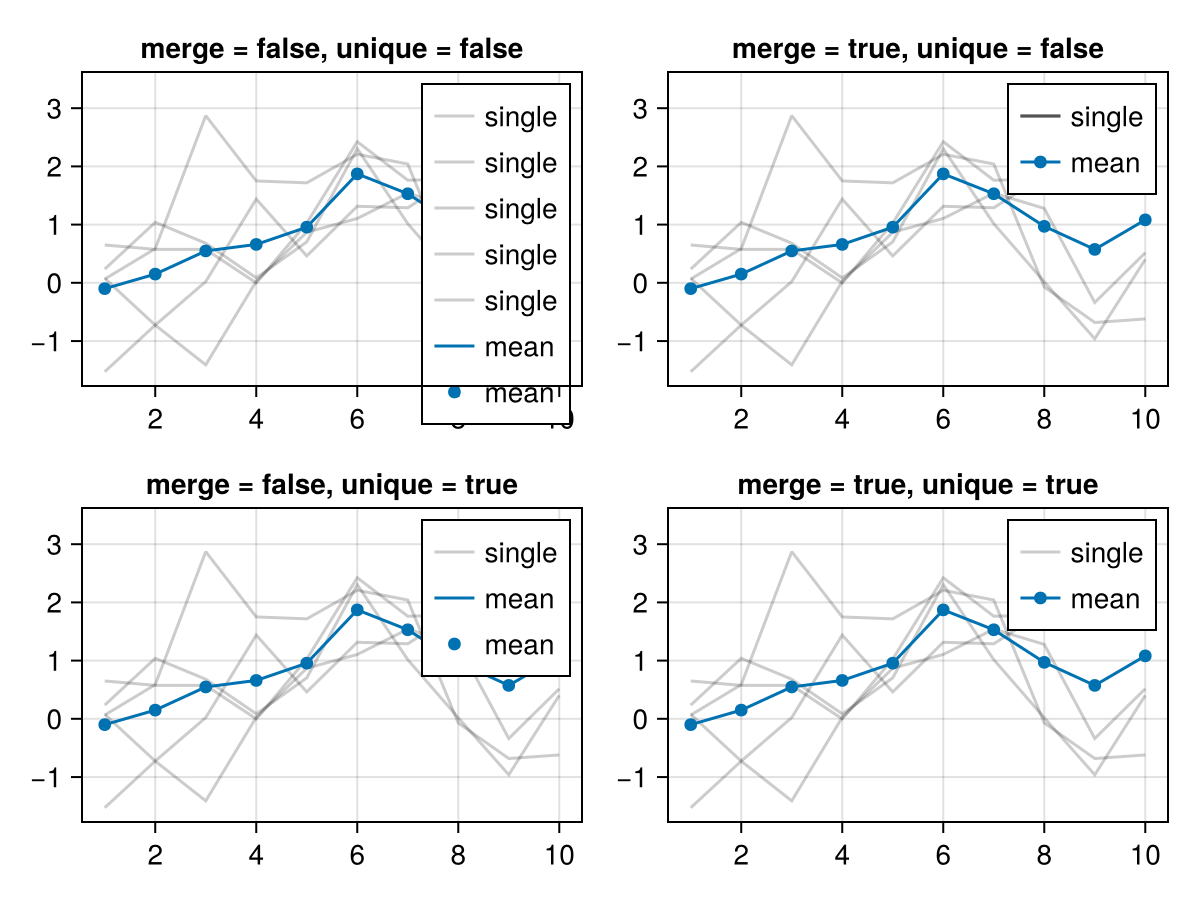 merge = false, unique = false
3
2
1
0
−1
single
single
single
single
single
mean
mean
2
4
6
8
10
merge = true, unique = false
3
2
1
0
−1
single
mean
2
4
6
8
10
merge = false, unique = true
3
2
1
0
−1
single
mean
mean
2
4
6
8
10
merge = true, unique = true
3
2
1
0
−1
single
mean
2
4
6
8
10